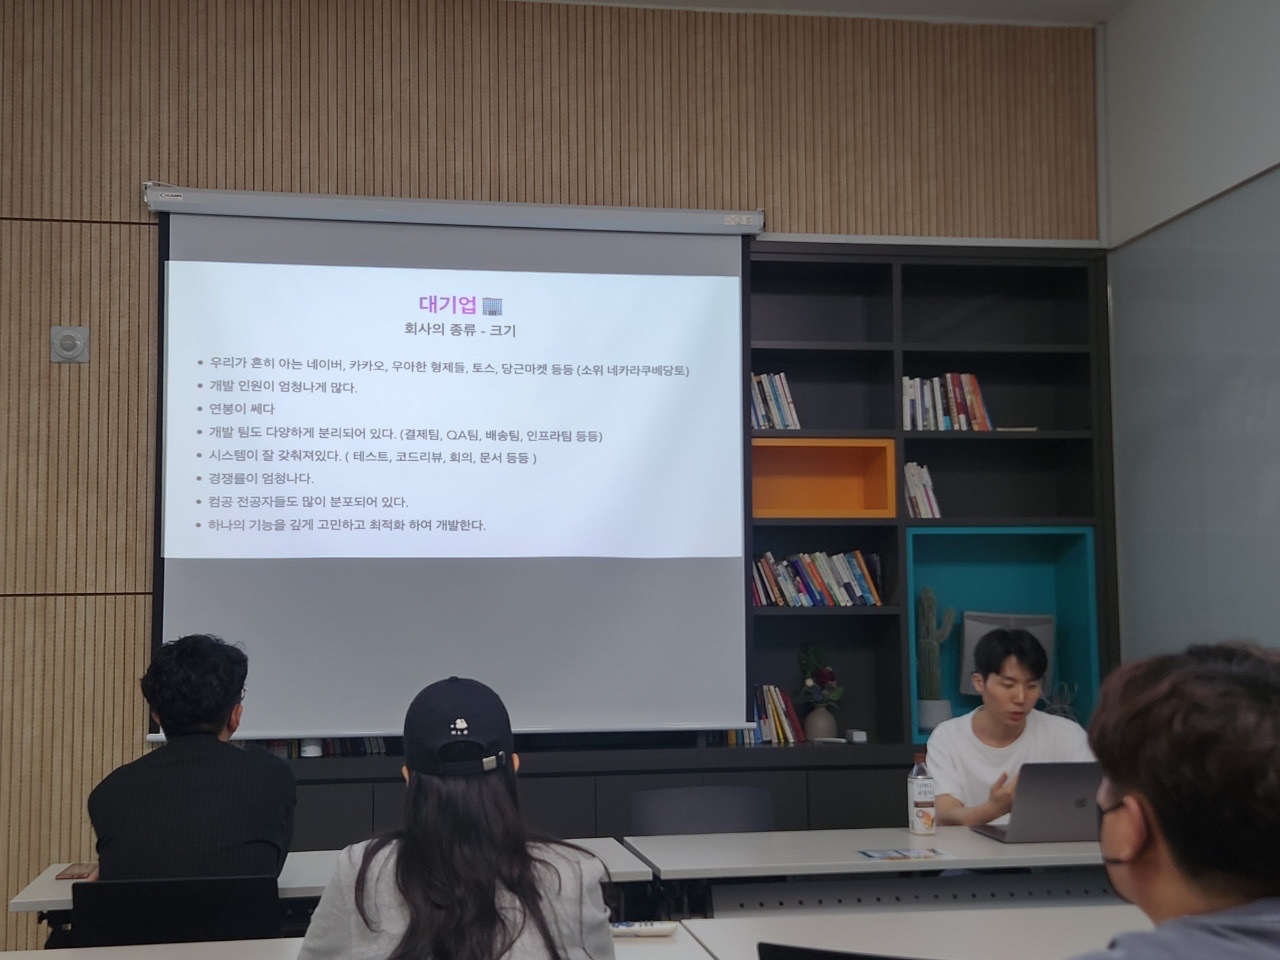 대기업 🏢
회사의 종류 - 크기
• 우리가 흔히 아는 네이버, 카카오, 우아한 형제들, 토스, 당근마켓 등등 (소위 네카라쿠배당토)
• 개발 인원이 엄청나게 많다.
• 연봉이 쎄다
• 개발 팀도 다양하게 분리되어 있다. (결제팀, QA팀, 배송팀, 인프라팀 등등)
• 시스템이 잘 갖춰져있다. ( 테스트, 코드리뷰, 회의, 문서 등등 )
• 경쟁률이 엄청나다.
• 컴공 전공자들도 많이 분포되어 있다.
• 하나의 기능을 깊게 고민하고 최적화 하여 개발한다.